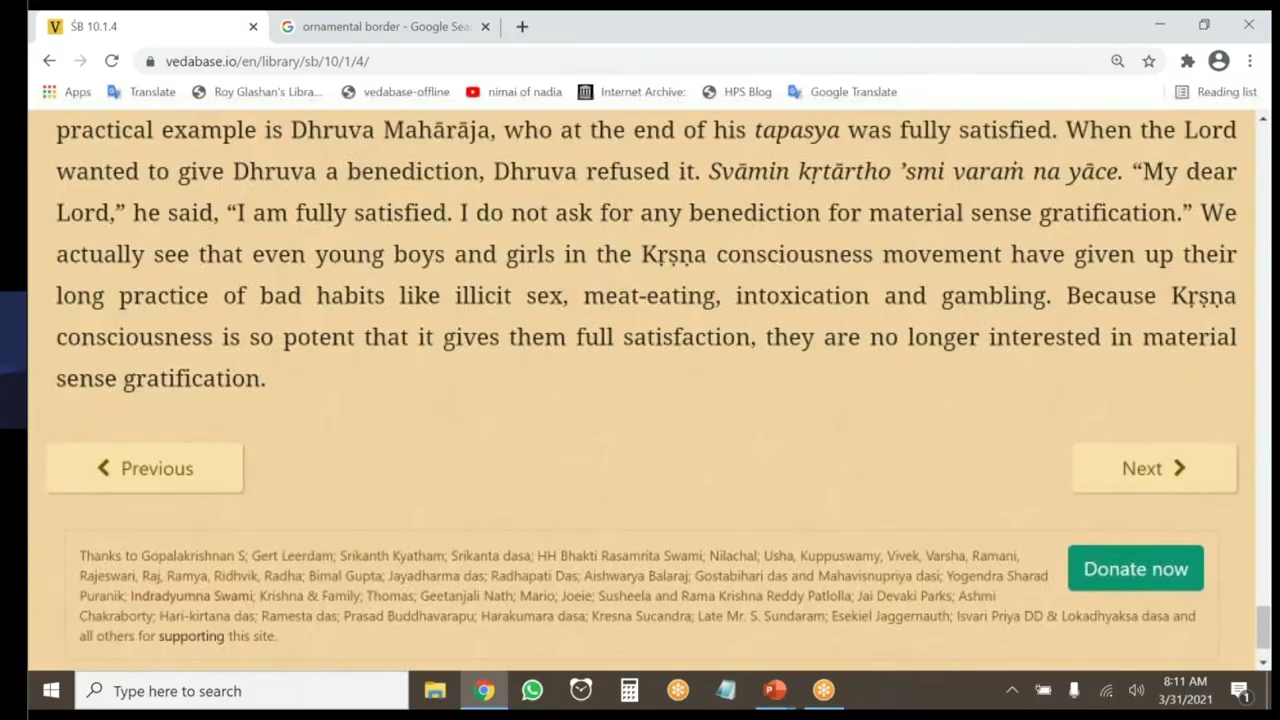 ŚB 10.1.4
ornamental border - Google Sea
vedabase.io/en/library/sb/10/1/4/
Apps Translate Roy Glashan's Libra... vedabase-offline nimai of nadia Internet Archive: HPS Blog Google Translate Reading list
practical example is Dhruva Mahārāja, who at the end of his tapasya was fully satisfied. When the Lord
wanted to give Dhruva a benediction, Dhruva refused it. Svāmin kṛtārtho ’smi varaṁ na yāce. “My dear
Lord,” he said, “I am fully satisfied. I do not ask for any benediction for material sense gratification.” We
actually see that even young boys and girls in the Kṛṣṇa consciousness movement have given up their
long practice of bad habits like illicit sex, meat-eating, intoxication and gambling. Because Kṛṣṇa
consciousness is so potent that it gives them full satisfaction, they are no longer interested in material
sense gratification.
Previous
Next
Thanks to Gopalakrishnan S; Gert Leerdam; Srikanth Kyatham; Srikanta dasa; HH Bhakti Rasamrita Swami; Nilachal; Usha, Kuppuswamy, Vivek, Varsha, Ramani,
Rajeswari, Raj, Ramya, Ridhvik, Radha; Bimal Gupta; Jayadharma das; Radhapati Das; Aishwarya Balaraj; Gostabihari das and Mahavisnupriya dasi; Yogendra Sharad
Puranik; Indradyumna Swami; Krishna & Family; Thomas; Geetanjali Nath; Mario; Joeie; Susheela and Rama Krishna Reddy Patlolla; Jai Devaki Parks; Ashmi
Chakraborty; Hari-kirtana das; Ramesta das; Prasad Buddhavarapu; Harakumara dasa; Kresna Sucandra; Late Mr. S. Sundaram; Esekiel Jaggernauth; Isvari Priya DD & Lokadhyaksa dasa and
all others for supporting this site.
Donate now
Type here to search
8:11 AM
3/31/2021
1